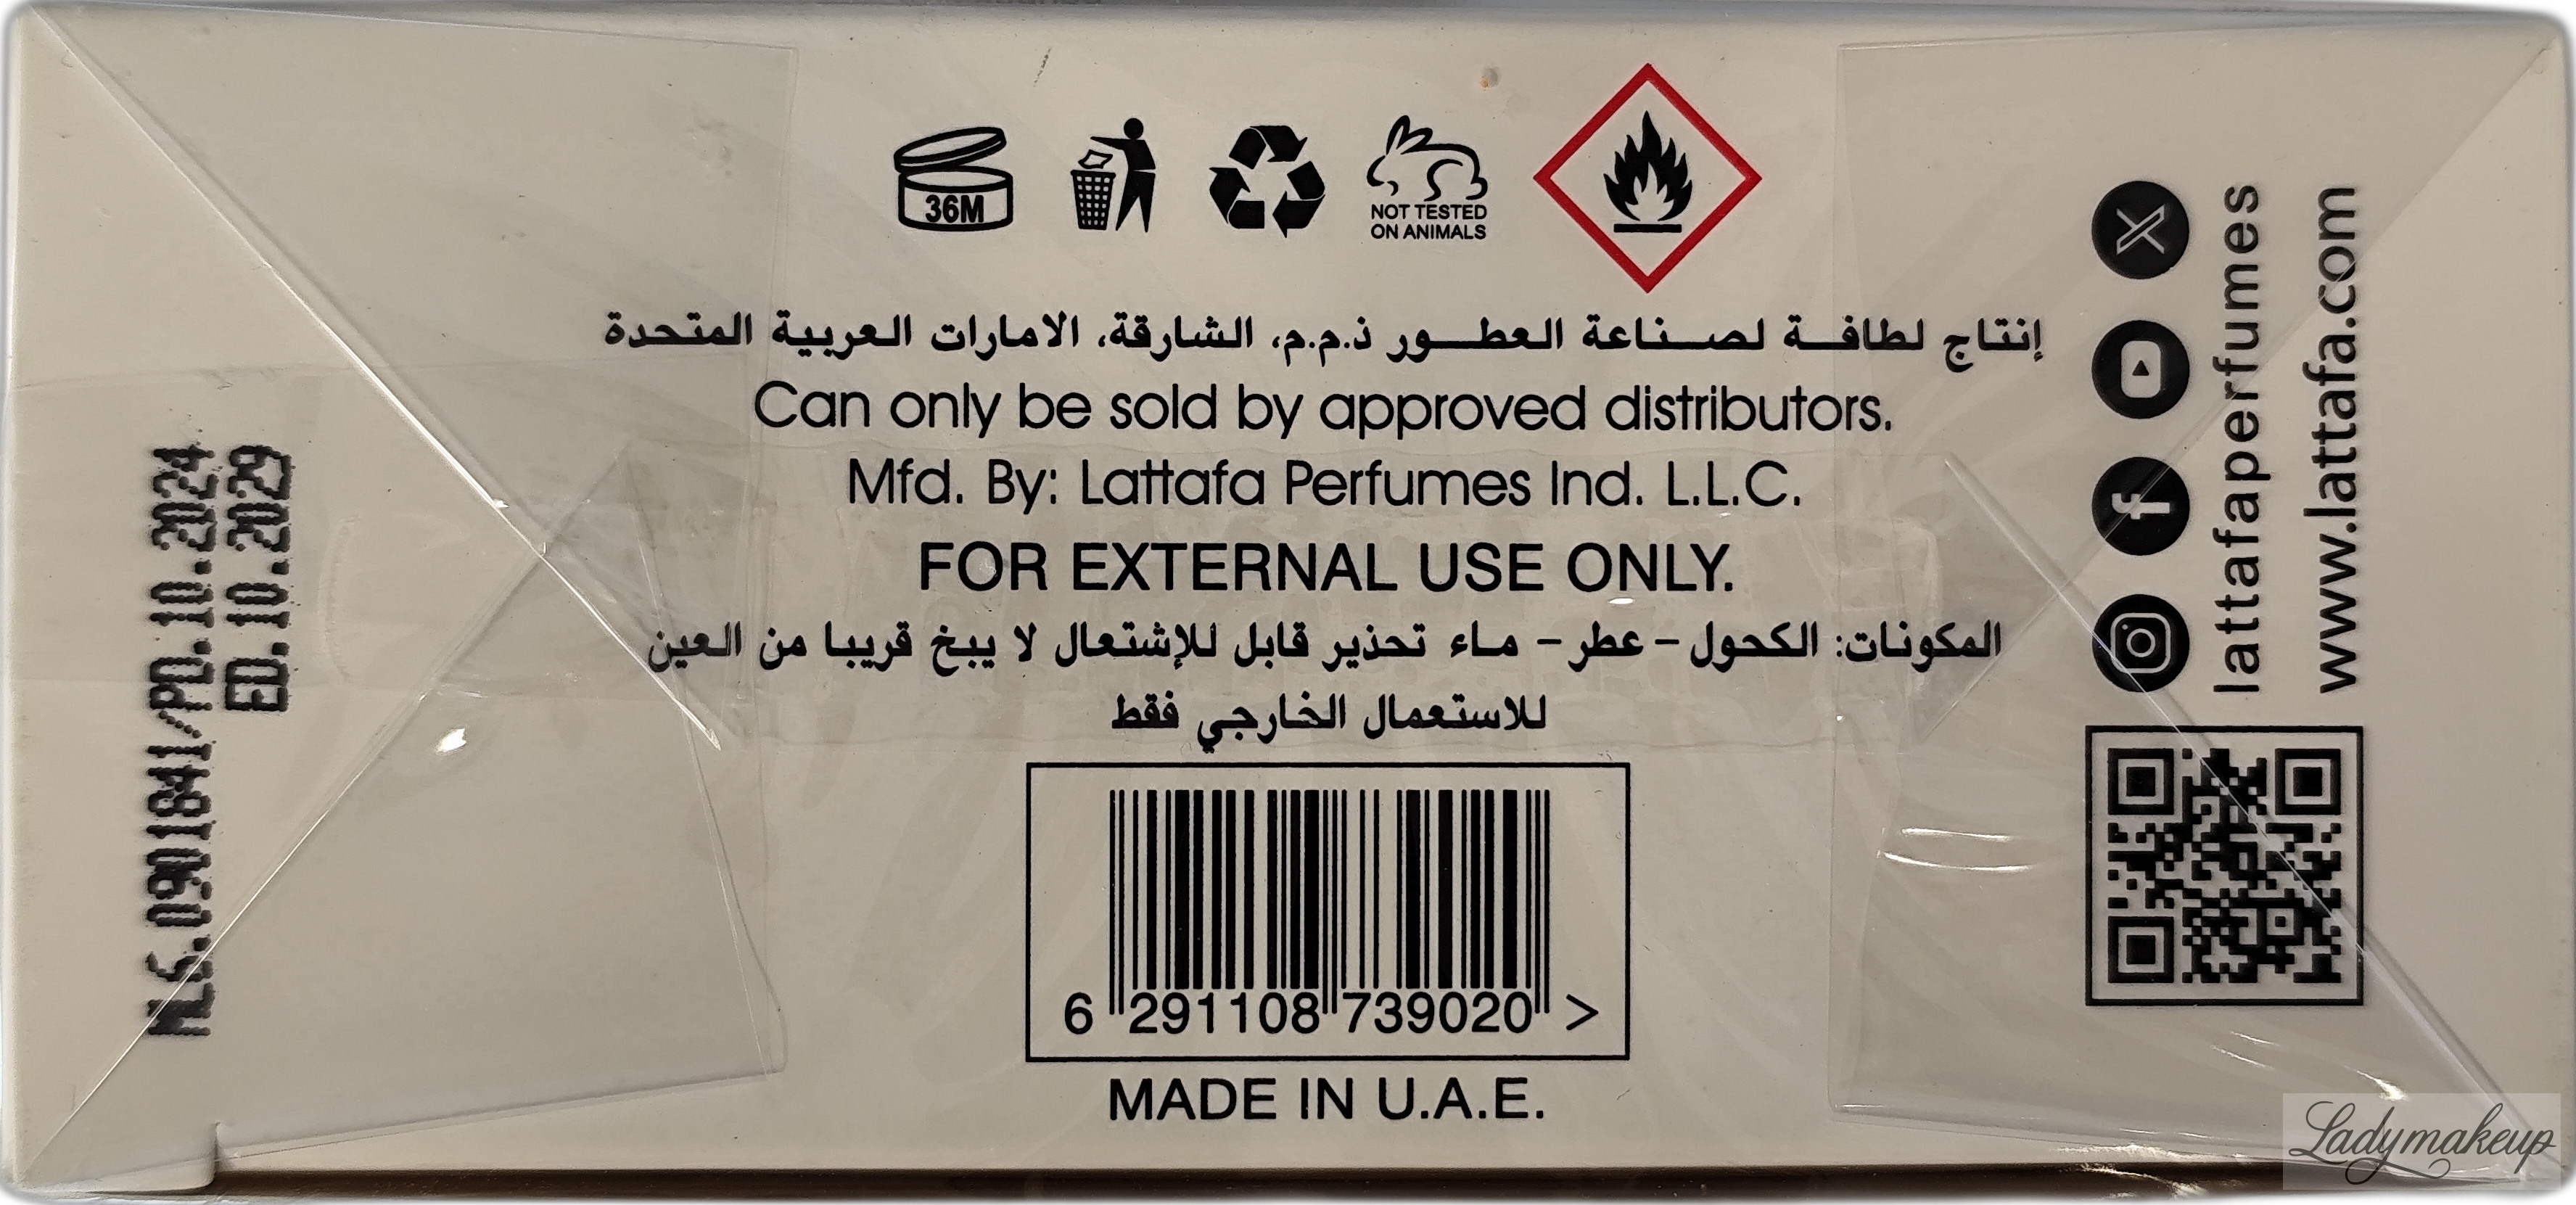 36M
NOT TESTED
ON ANIMALS
إنتاج لطافة لصناعة العطور ذ.م.م، الشارقة، الامارات العربية المتحدة
Can only be sold by approved distributors.
Mfd. By: Lattafa Perfumes Ind. L.L.C.
FOR EXTERNAL USE ONLY.
المكونات: الكحول - عطر - ماء تحذير قابل للإشتعال لا يبخ قريبا من العين
للاستعمال الخارجي فقط
6 291108 739020 >
MADE IN U.A.E.
lattafaperfumes
www.lattafa.com
/PD.10.2024
ED.10.2029
Ladymakeup